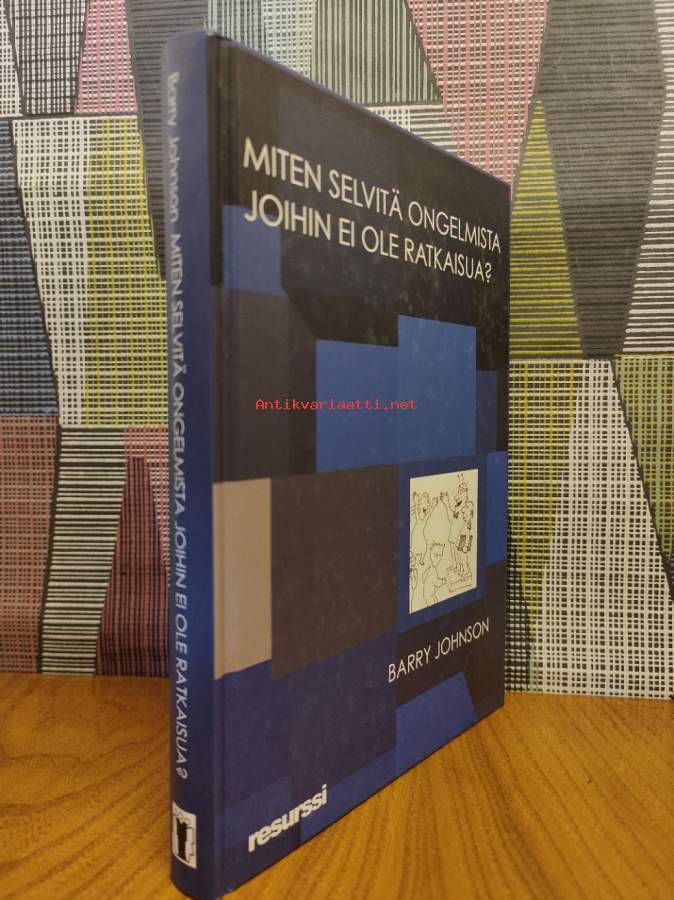 Barry Johnson MITEN SELVITÄ ONGELMISTA JOIHIN EI OLE RATKAISUA?
MITEN SELVITÄ ONGELMISTA
JOIHIN EI OLE RATKAISUA?
Antikvariaatti.net
BARRY JOHNSON
resurssi